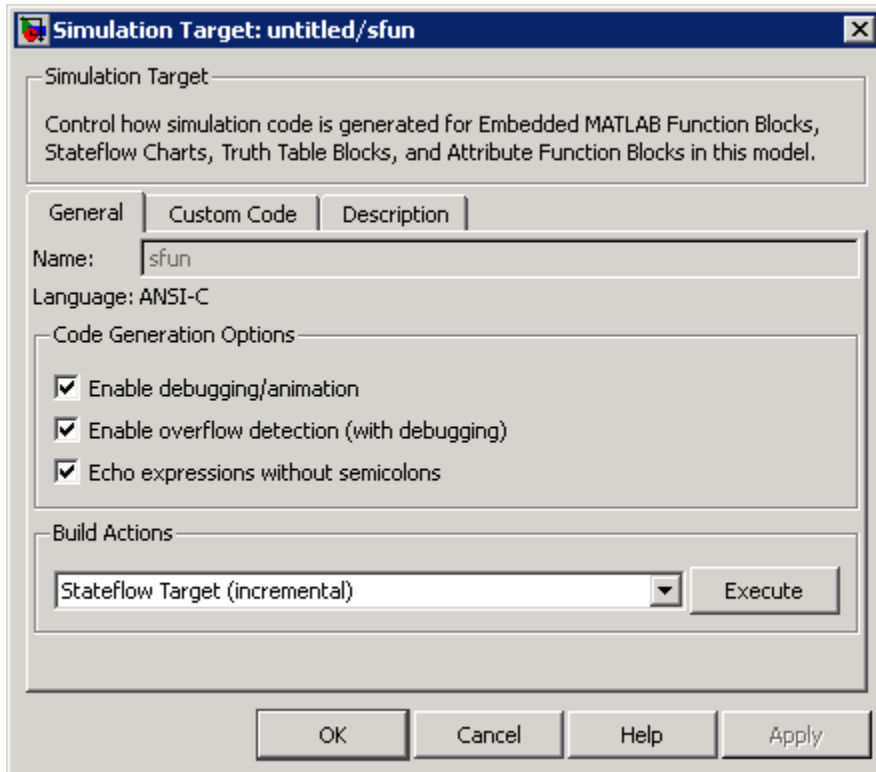 Simulation Target: untitled/sfun
Simulation Target
Control how simulation code is generated for Embedded MATLAB Function Blocks,
Stateflow Charts, Truth Table Blocks, and Attribute Function Blocks in this model.
General Custom Code Description
Name: sfun
Language: ANSI-C
Code Generation Options
Enable debugging/animation
Enable overflow detection (with debugging)
Echo expressions without semicolons
Build Actions
Stateflow Target (incremental) Execute
OK Cancel Help Apply